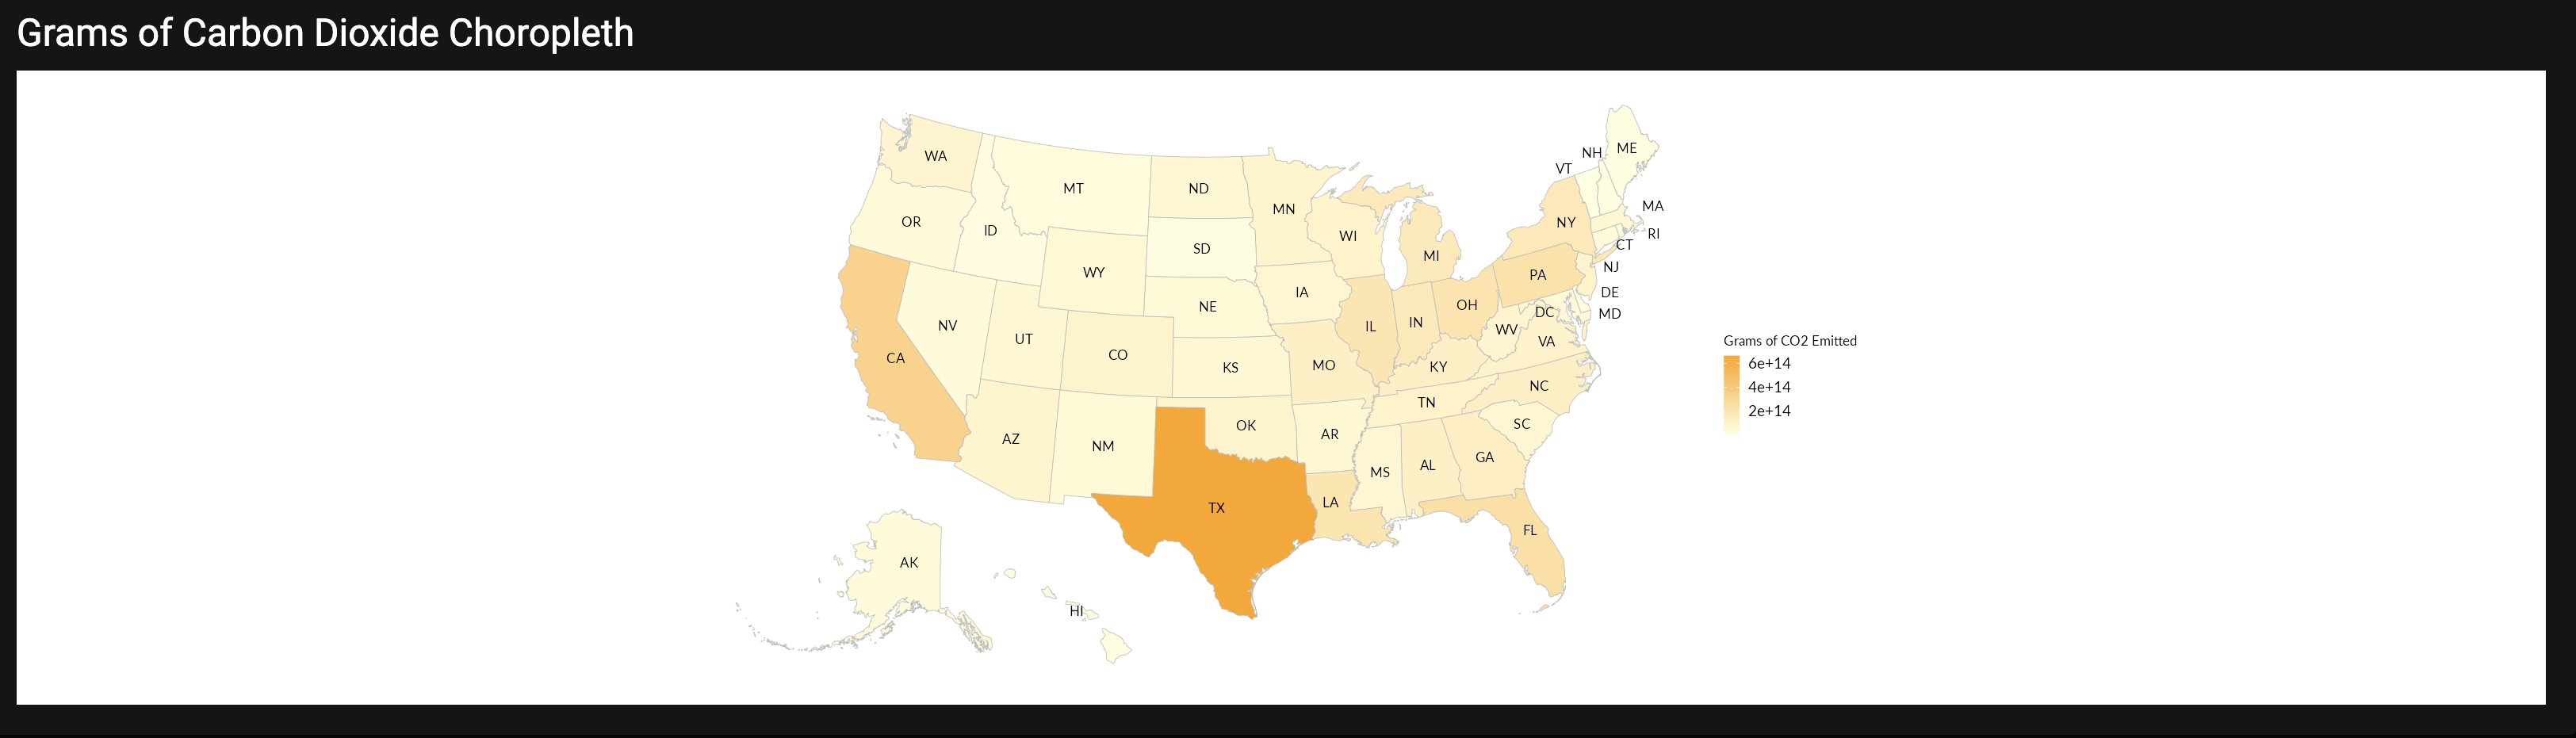 Grams of Carbon Dioxide Choropleth
ME
NH
WA
VT
MT
ND
MA
MN
OR
NY
ID
RI
WI
CT
SD
MI
NJ
WY
PA
DE
IA
NE
OH
DC
MD
IN
NV
IL
WV
UT
VA
Grams of CO2 Emitted
CO
CA
6e+14
MO
KS
KY
NC
4e+14
TN
2e+14
SC
OK
AR
AZ
NM
GA
AL
MS
LA
TX
FL
AK
HI